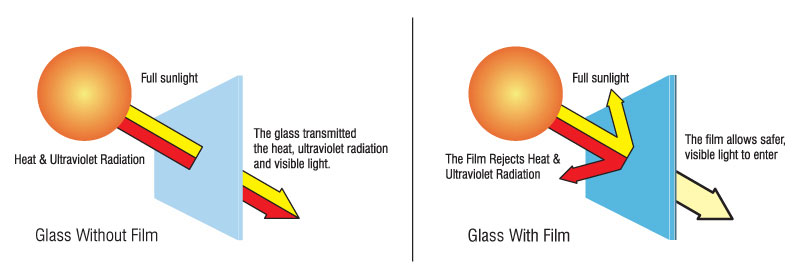 Full sunlight
Heat & Ultraviolet Radiation
The glass transmitted
the heat, ultraviolet radiation
and visible light.
Glass Without Film
Full sunlight
The Film Rejects Heat &
Ultraviolet Radiation
The film allows safer,
visible light to enter
Glass With Film